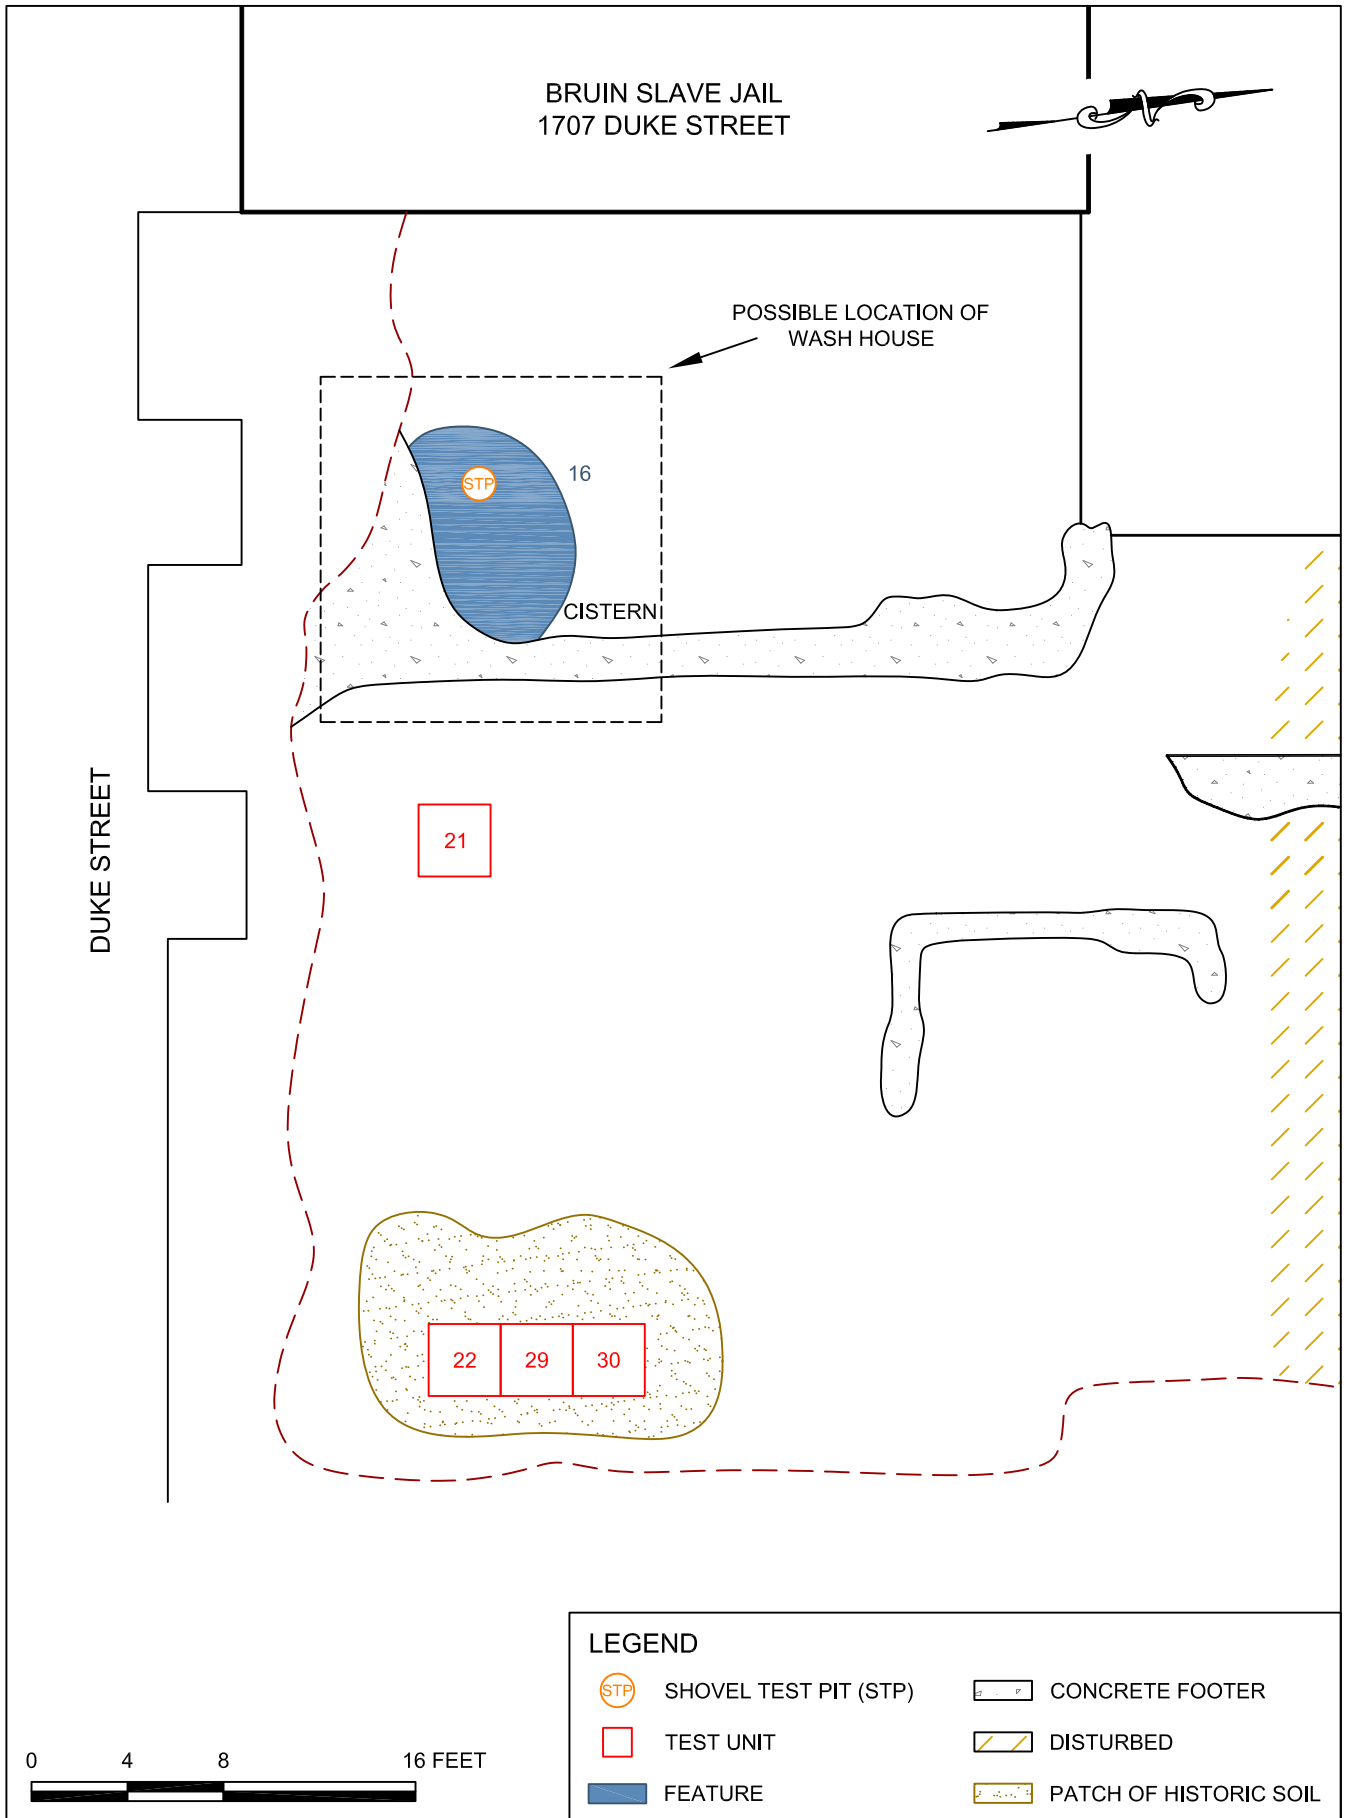 BRUIN SLAVE JAIL
1707 DUKE STREET
N
POSSIBLE LOCATION OF
WASH HOUSE
16
STP
CISTERN
DUKE STREET
21
22 29 30
0 4 8 16 FEET
LEGEND
STP SHOVEL TEST PIT (STP)
TEST UNIT
FEATURE
CONCRETE FOOTER
DISTURBED
PATCH OF HISTORIC SOIL